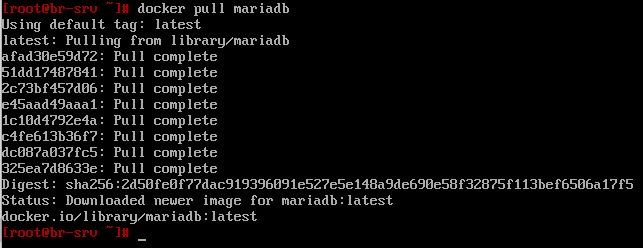 [root@br-srv ~]# docker pull mariadb
Using default tag: latest
latest: Pulling from library/mariadb
afad30e59d72: Pull complete
51dd17487841: Pull complete
2c73bf457d06: Pull complete
e45aad49aaa1: Pull complete
1c10d4792e4a: Pull complete
c4fe613b36f7: Pull complete
dc087a037fc5: Pull complete
325ea7d8633e: Pull complete
Digest: sha256:2d50fe0f77dac919396091e527e5e148a9de690e58f32875f113bef6506a17f5
Status: Downloaded newer image for mariadb:latest
docker.io/library/mariadb:latest
[root@br-srv ~]# _